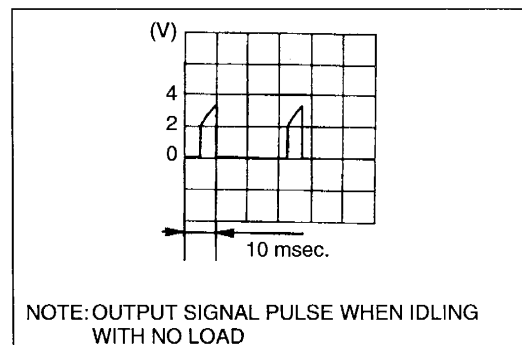 (V)
4
2
0
10 msec.
NOTE: OUTPUT SIGNAL PULSE WHEN IDLING
WITH NO LOAD